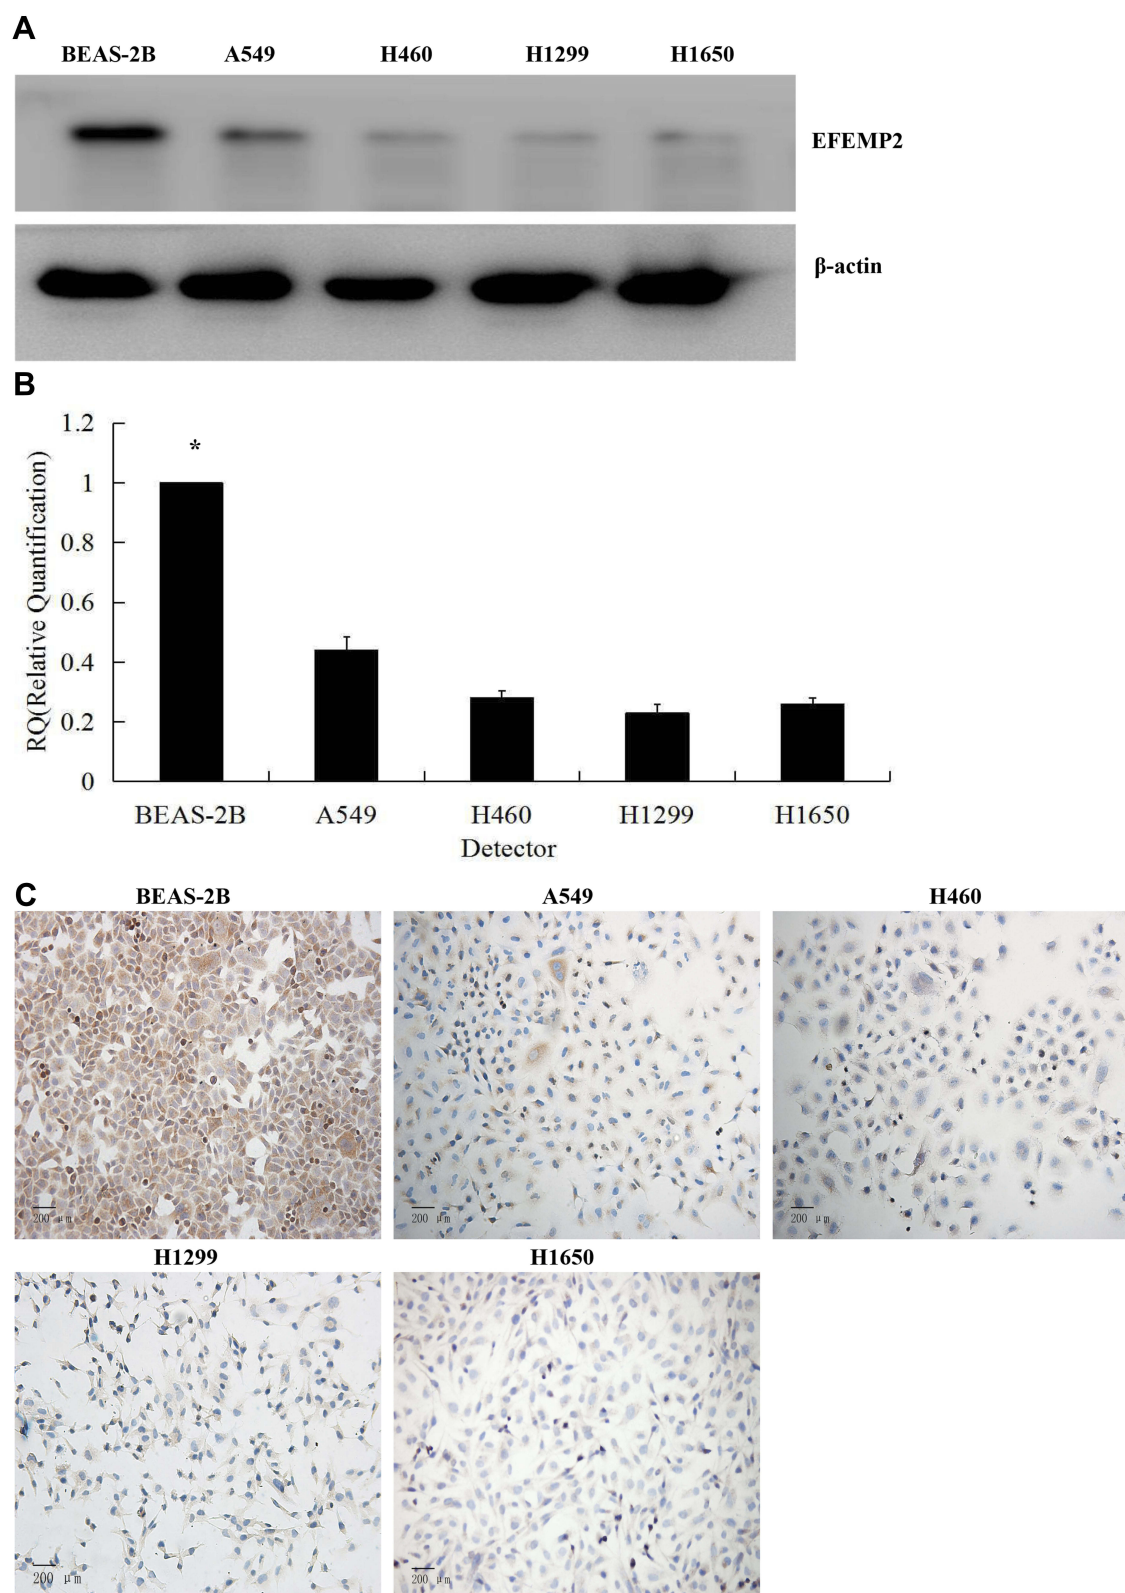 A
BEAS-2B A549 H460 H1299 H1650
EFEMP2
β-actin
B
RQ(Relative Quantification)
1.2
1
0.8
0.6
0.4
0.2
0
*
BEAS-2B A549 H460 H1299 H1650
Detector
C
BEAS-2B A549 H460
200 μm 200 μm 200 μm
H1299 H1650
200 μm 200 μm